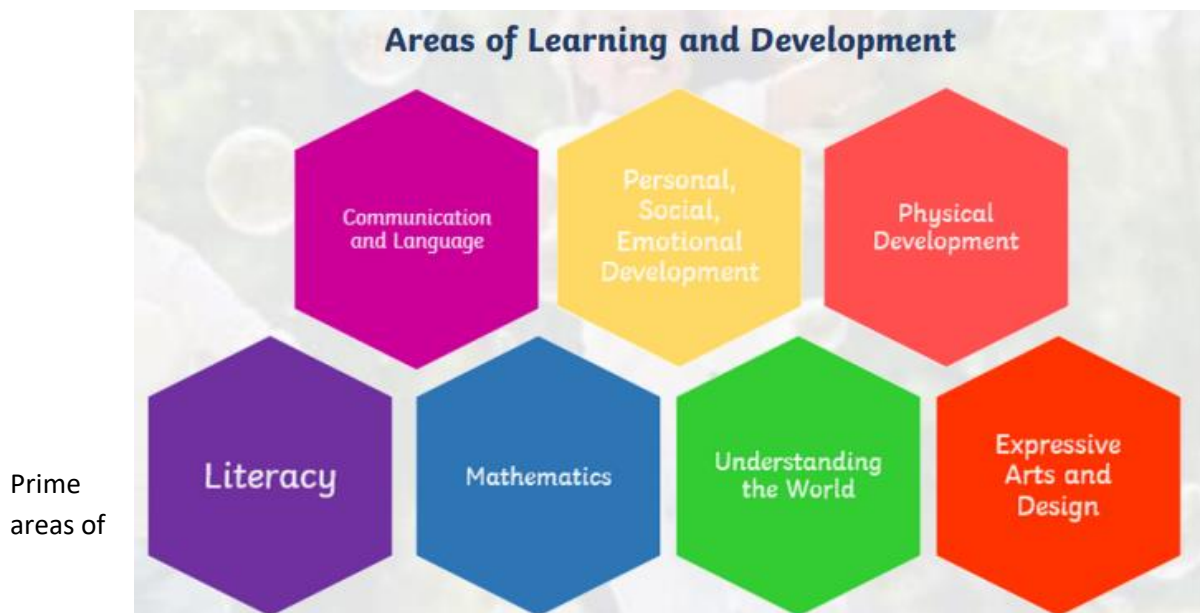 Areas of Learning and Development
Communication
and Language
Personal,
Social,
Emotional
Development
Physical
Development
Literacy
Mathematics
Understanding
the World
Expressive
Arts and
Design
Prime
areas of